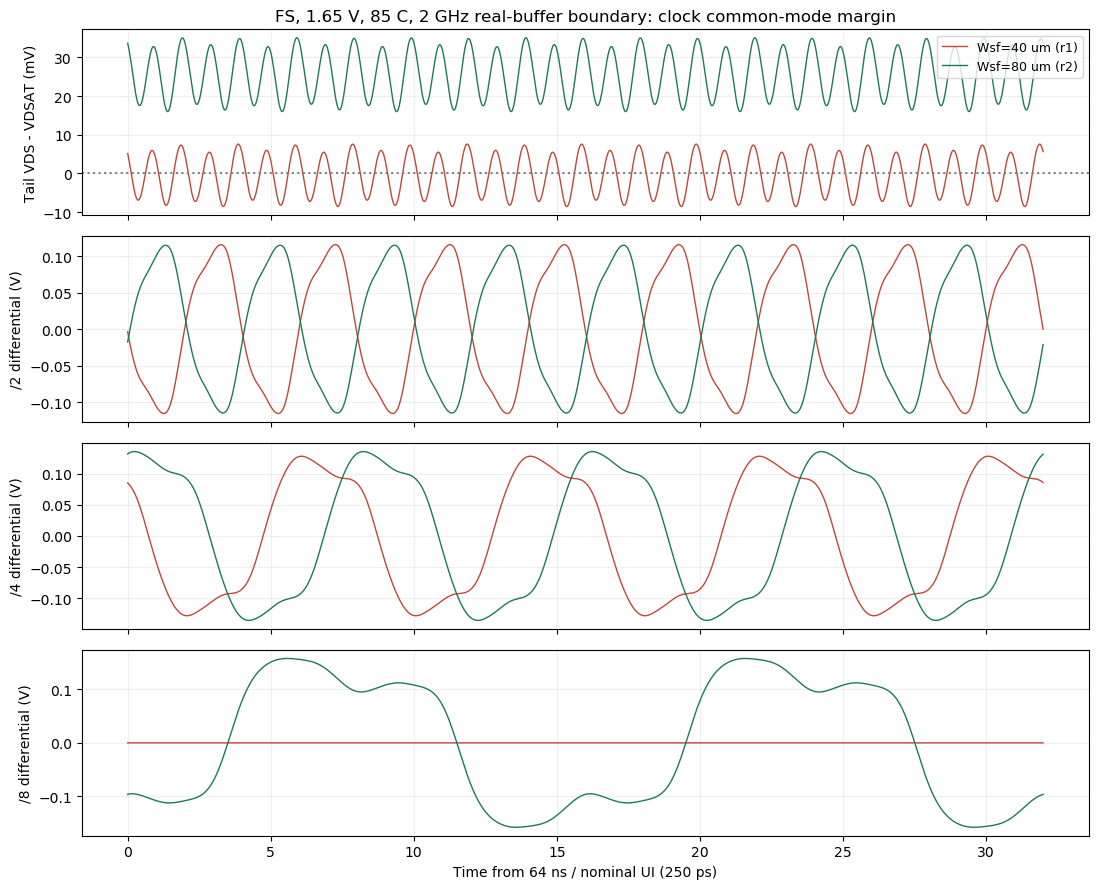 FS, 1.65 V, 85 C, 2 GHz real-buffer boundary: clock common-mode margin
Tail VDS - VDSAT (mV)
30
20
10
0
−10
Wsf=40 um (r1)
Wsf=80 um (r2)
/2 differential (V)
0.10
0.05
0.00
−0.05
−0.10
/4 differential (V)
0.10
0.05
0.00
−0.05
−0.10
/8 differential (V)
0.1
0.0
−0.1
0 5 10 15 20 25 30
Time from 64 ns / nominal UI (250 ps)